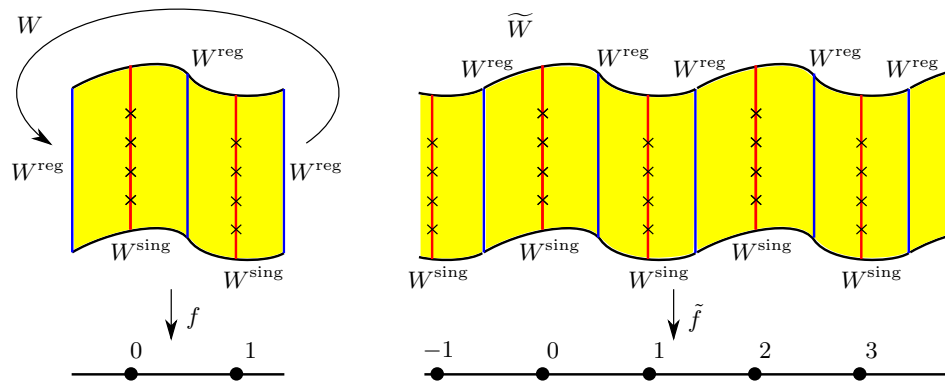 W
W^reg
W^reg
W^reg
W^sing
W^sing
f
0 1
W̃
W^reg W^reg W^reg W^reg
W^sing W^sing W^sing W^sing
f̃
−1 0 1 2 3